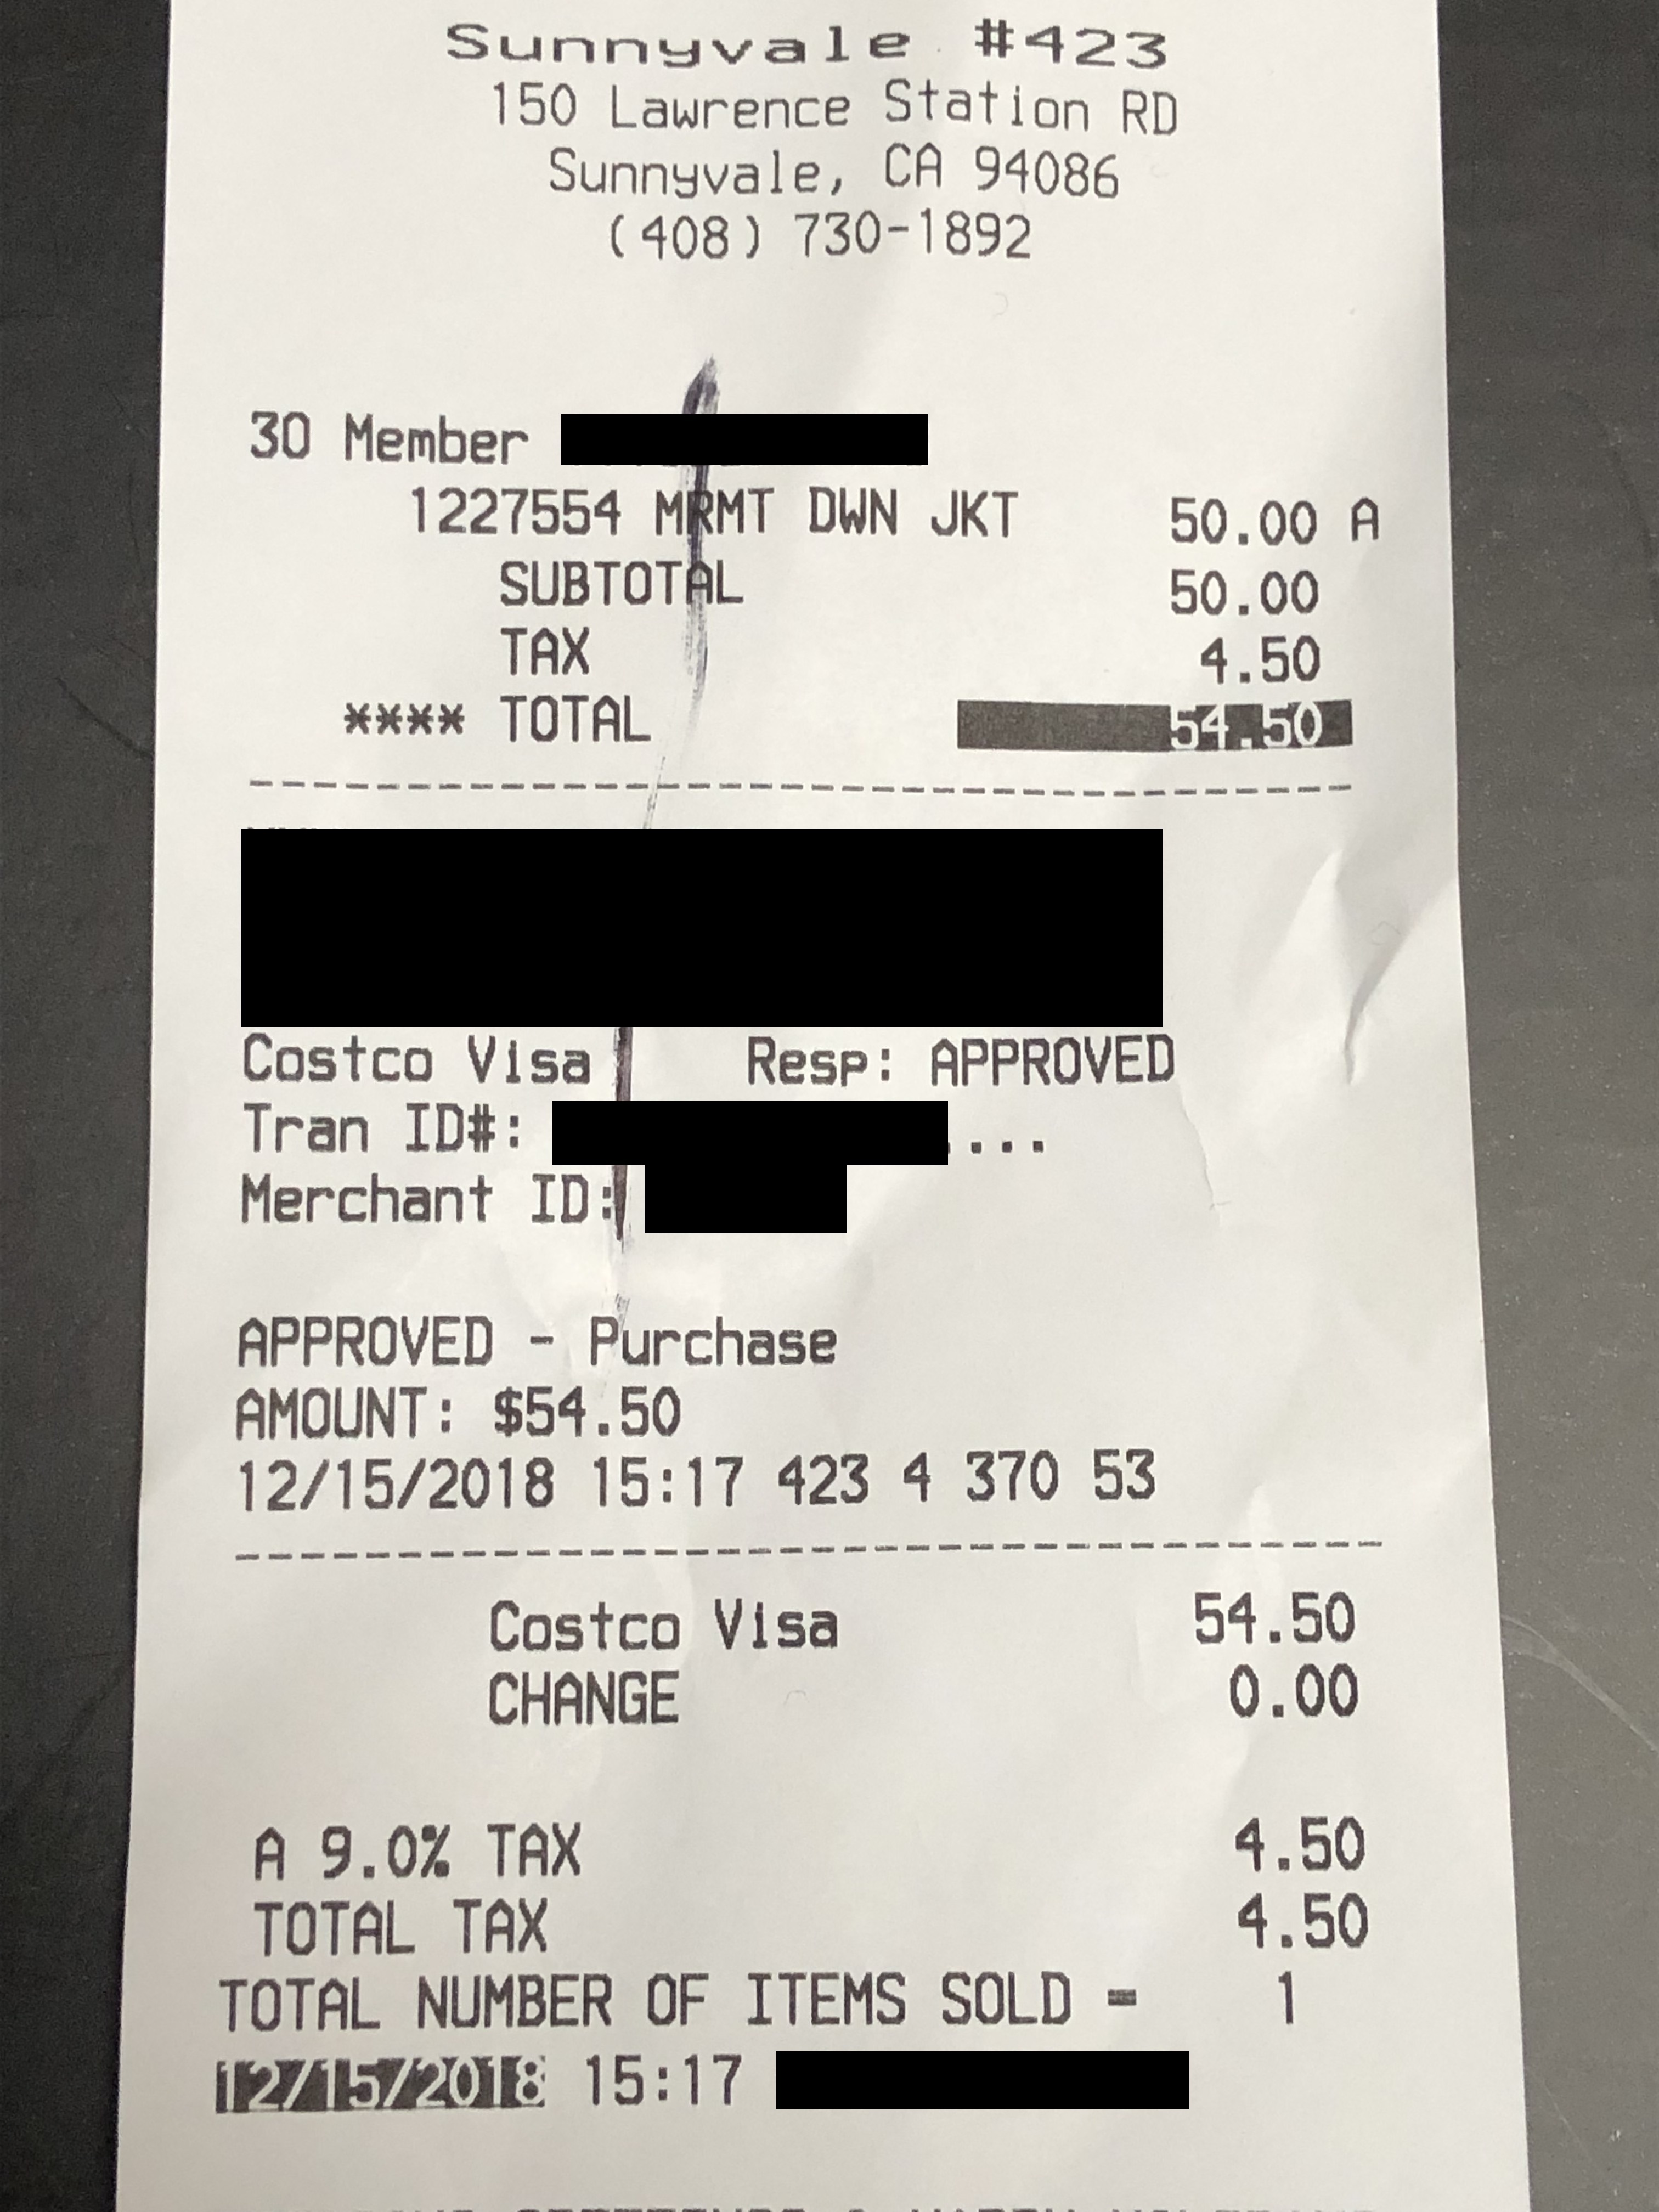 Sunnyvale #423
150 Lawrence Station RD
Sunnyvale, CA 94086
(408) 730-1892
30 Member
1227554 MRMT DWN JKT 50.00 A
SUBTOTAL 50.00
TAX 4.50
**** TOTAL 54.50
--------------------------------------
Costco Visa Resp: APPROVED
Tran ID#: ....
Merchant ID:
APPROVED - Purchase
AMOUNT: $54.50
12/15/2018 15:17 423 4 370 53
--------------------------------------
Costco Visa 54.50
CHANGE 0.00
A 9.0% TAX 4.50
TOTAL TAX 4.50
TOTAL NUMBER OF ITEMS SOLD = 1
12/15/2018 15:17